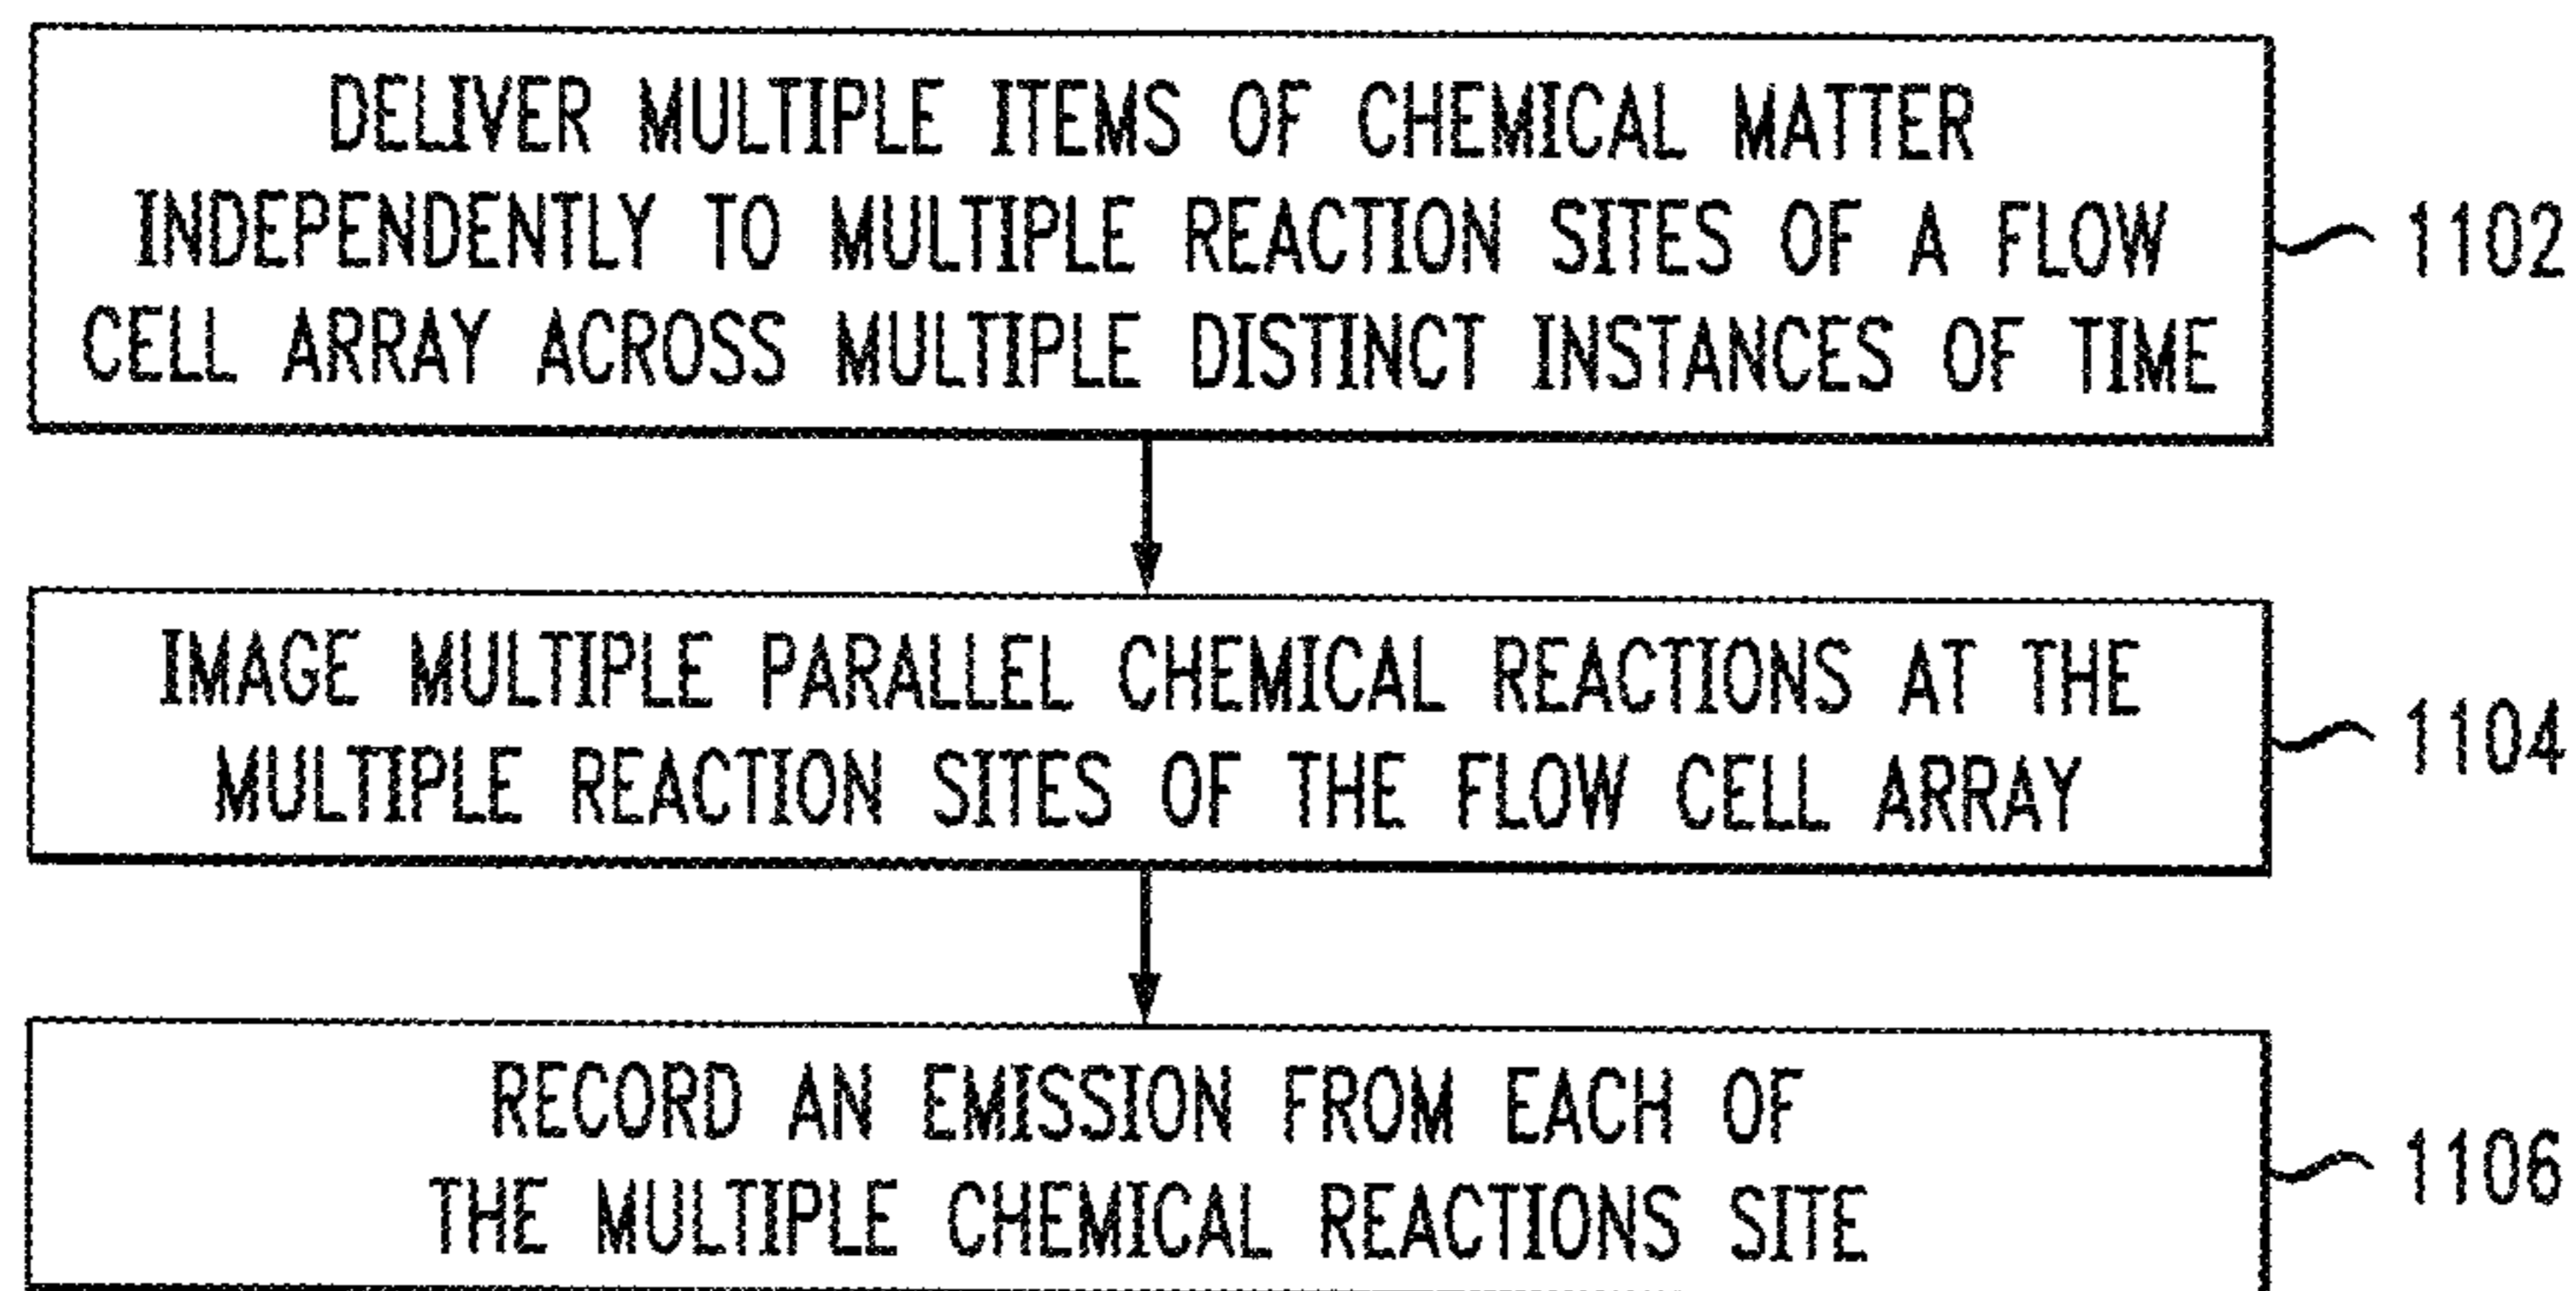 DELIVER MULTIPLE ITEMS OF CHEMICAL MATTER
INDEPENDENTLY TO MULTIPLE REACTION SITES OF A FLOW
CELL ARRAY ACROSS MULTIPLE DISTINCT INSTANCES OF TIME
1102
IMAGE MULTIPLE PARALLEL CHEMICAL REACTIONS AT THE
MULTIPLE REACTION SITES OF THE FLOW CELL ARRAY
1104
RECORD AN EMISSION FROM EACH OF
THE MULTIPLE CHEMICAL REACTIONS SITE
1106